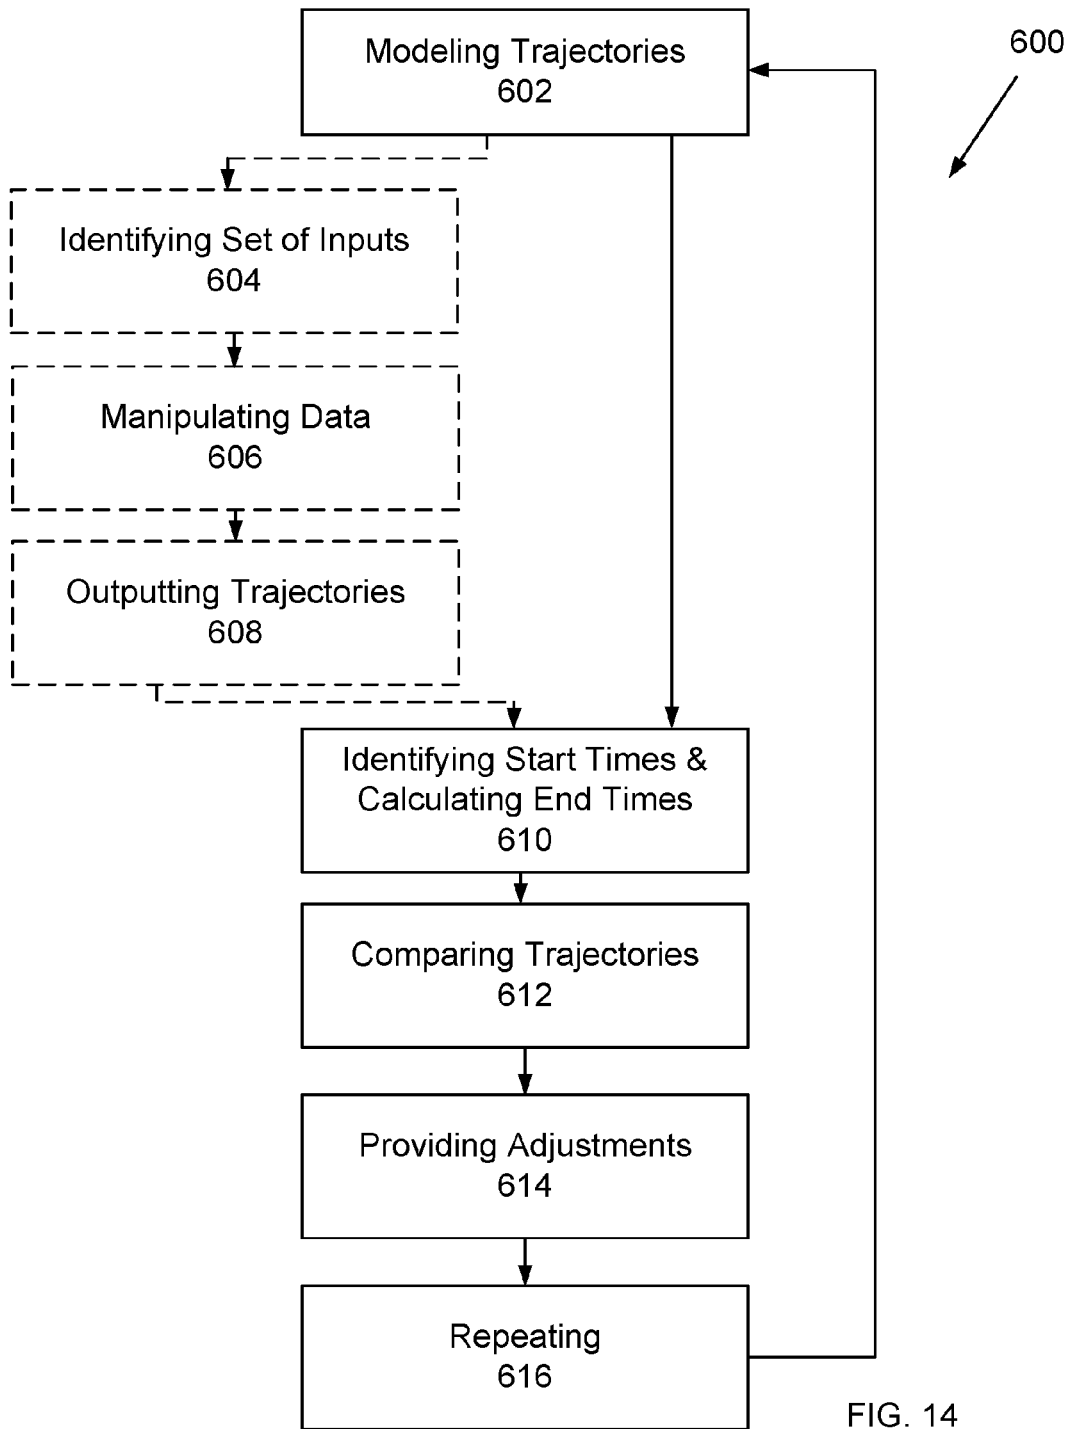 Modeling Trajectories
602
600
Identifying Set of Inputs
604
Manipulating Data
606
Outputting Trajectories
608
Identifying Start Times &
Calculating End Times
610
Comparing Trajectories
612
Providing Adjustments
614
Repeating
616
FIG. 14